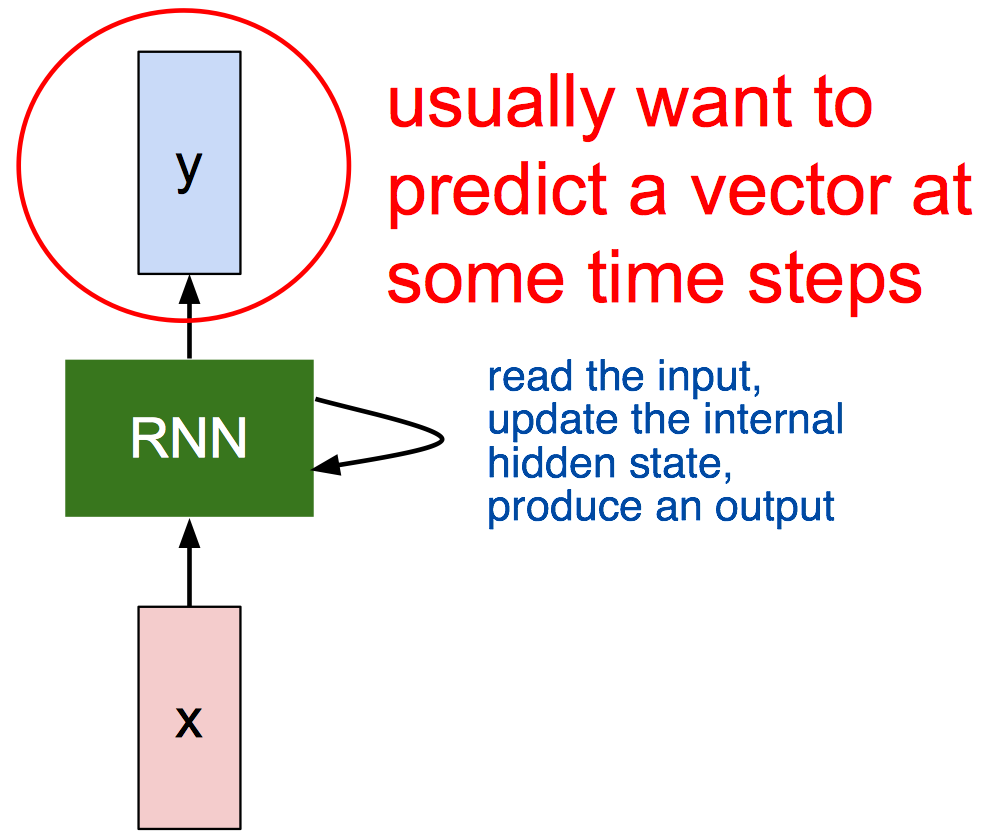 y
usually want to
predict a vector at
some time steps
RNN
read the input,
update the internal
hidden state,
produce an output
x